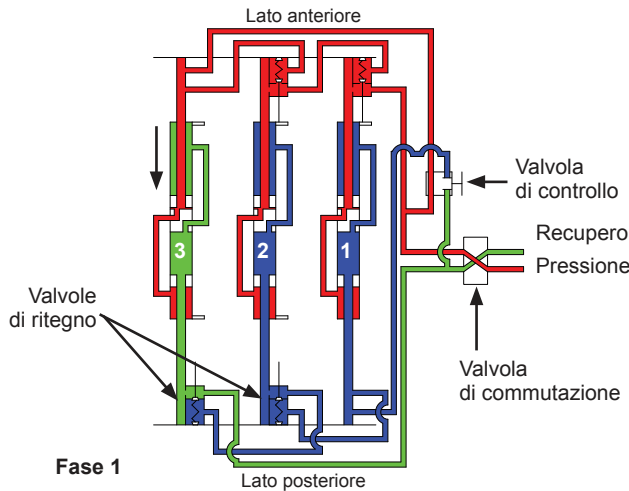 Lato anteriore
Valvola
di controllo
Recupero
Pressione
3
2
1
Valvole
di ritegno
Valvola
di commutazione
Fase 1
Lato posteriore